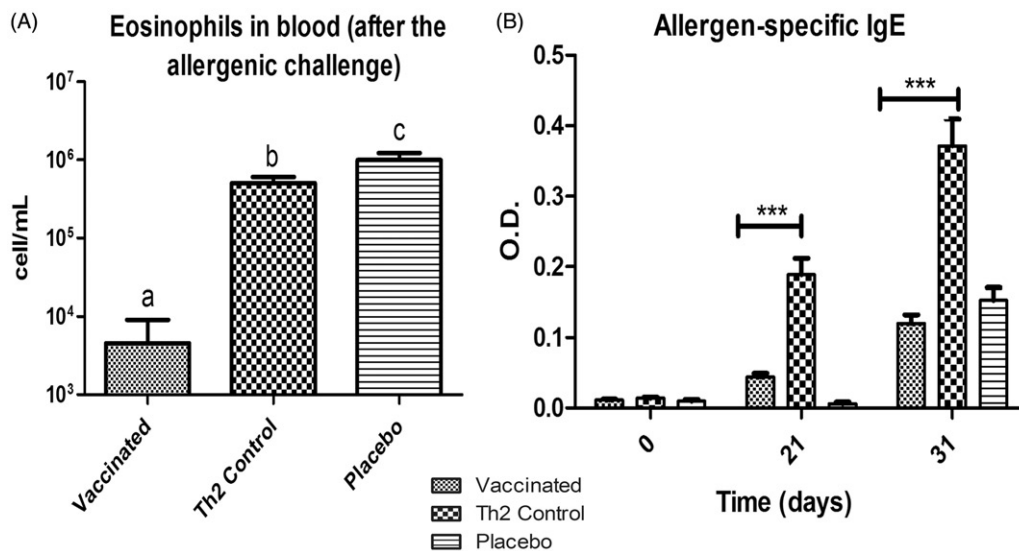 (A)
Eosinophils in blood (after the
allergenic challenge)
cell/mL
10⁷
10⁶
10⁵
10⁴
10³
a
b
c
Vaccinated
Th2 Control
Placebo
(B)
Allergen-specific IgE
O.D.
0.5
0.4
0.3
0.2
0.1
0.0
***
***
0
21
31
Time (days)
Vaccinated
Th2 Control
Placebo